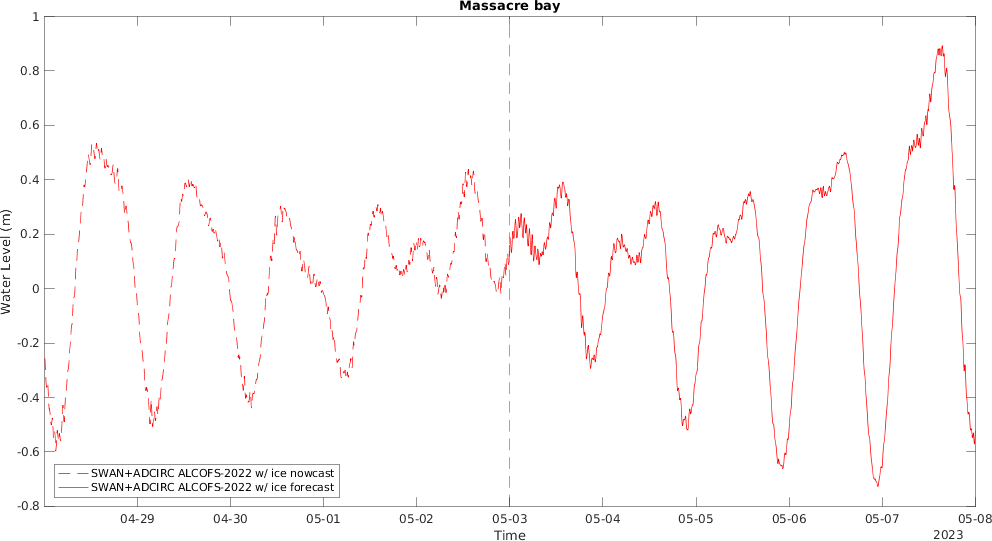 Massacre bay
1
0.8
0.6
0.4
0.2
0
-0.2
-0.4
-0.6
-0.8
Water Level (m)
SWAN+ADCIRC ALCOFS-2022 w/ ice nowcast
SWAN+ADCIRC ALCOFS-2022 w/ ice forecast
04-29 04-30 05-01 05-02 05-03 05-04 05-05 05-06 05-07 05-08
Time
2023